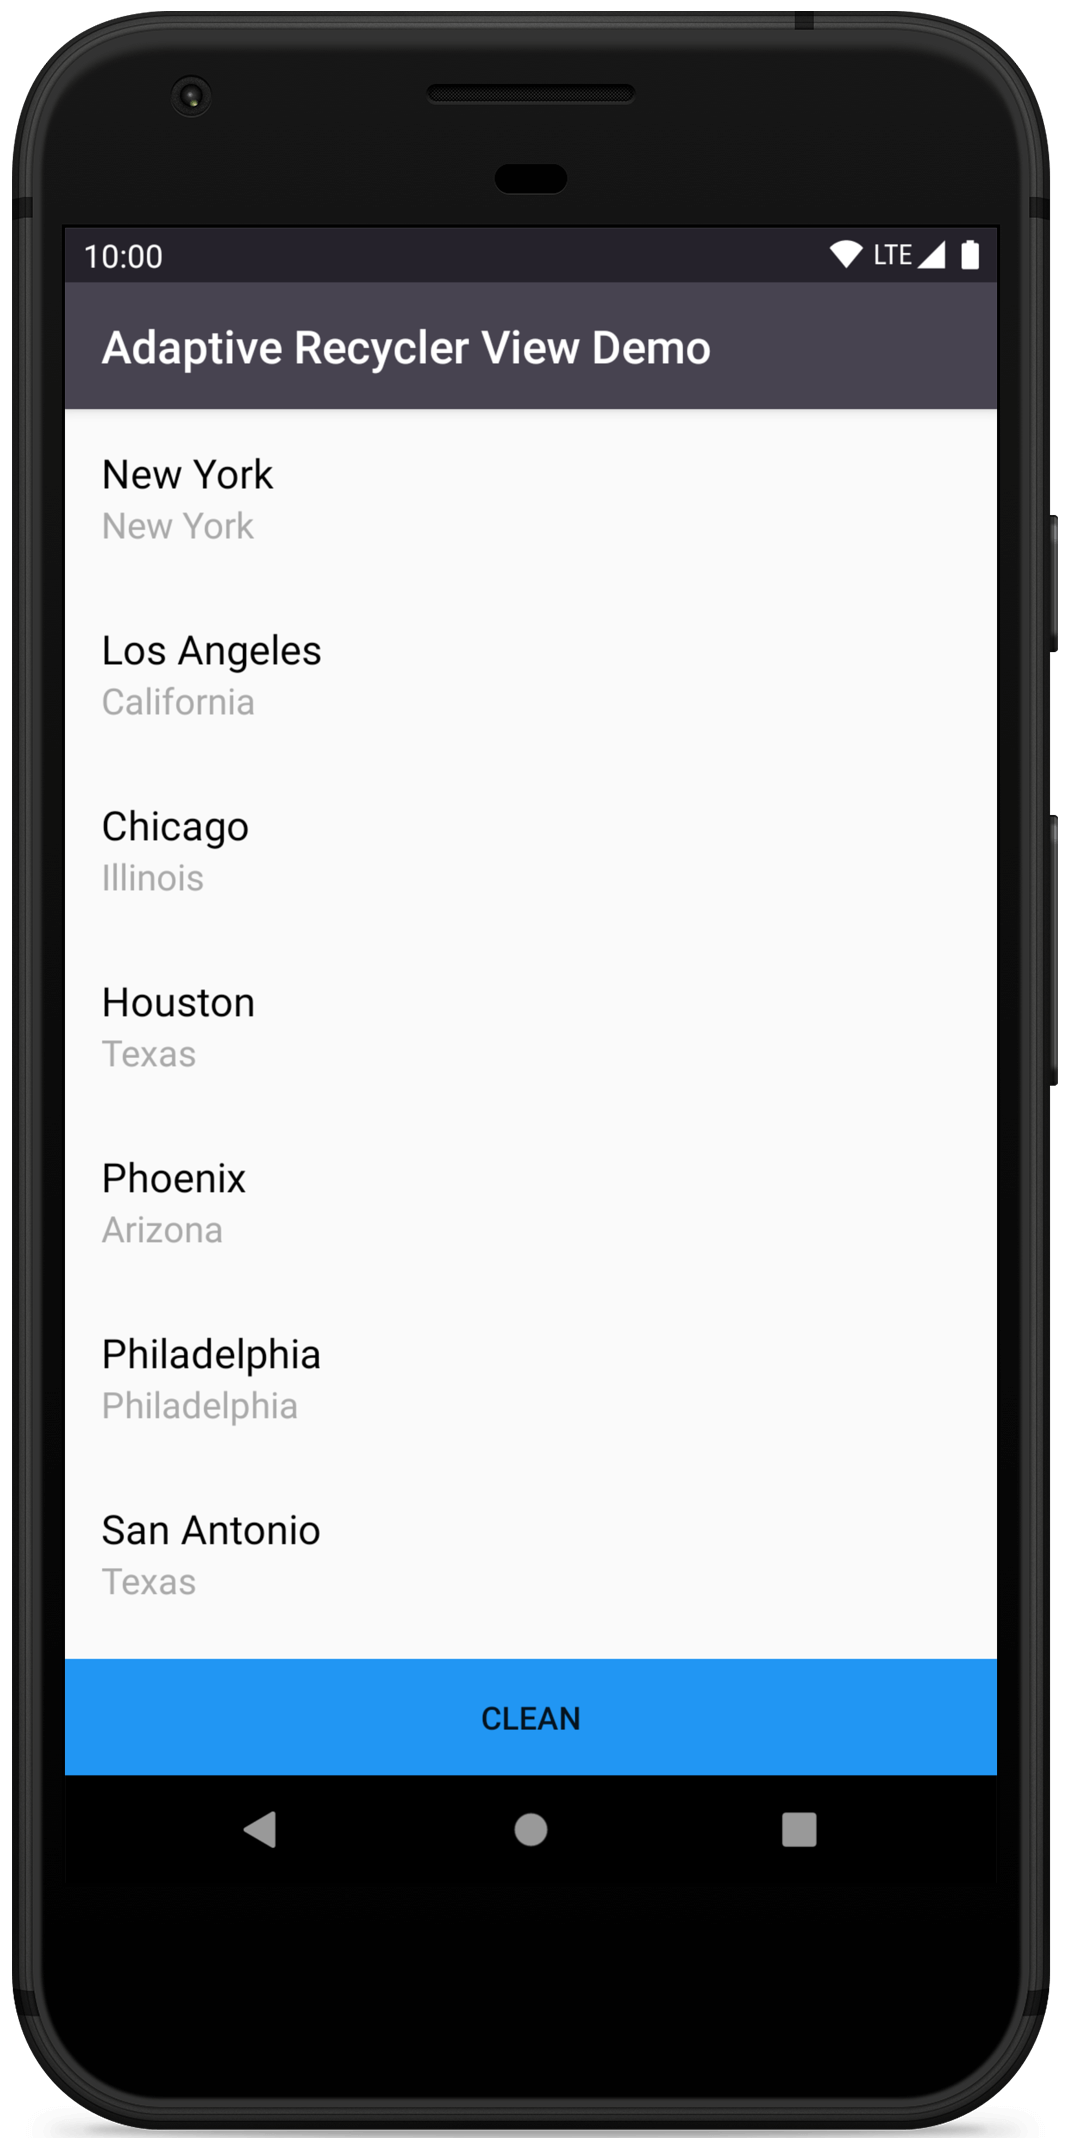 10:00 LTE
Adaptive Recycler View Demo
New York
New York
Los Angeles
California
Chicago
Illinois
Houston
Texas
Phoenix
Arizona
Philadelphia
Philadelphia
San Antonio
Texas
CLEAN